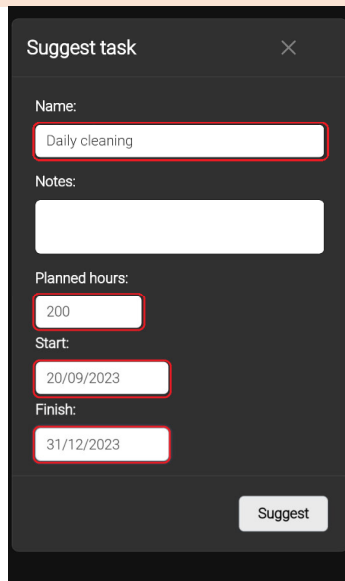 Suggest task
Name:
Daily cleaning
Notes:
Planned hours:
200
Start:
20/09/2023
Finish:
31/12/2023
Suggest